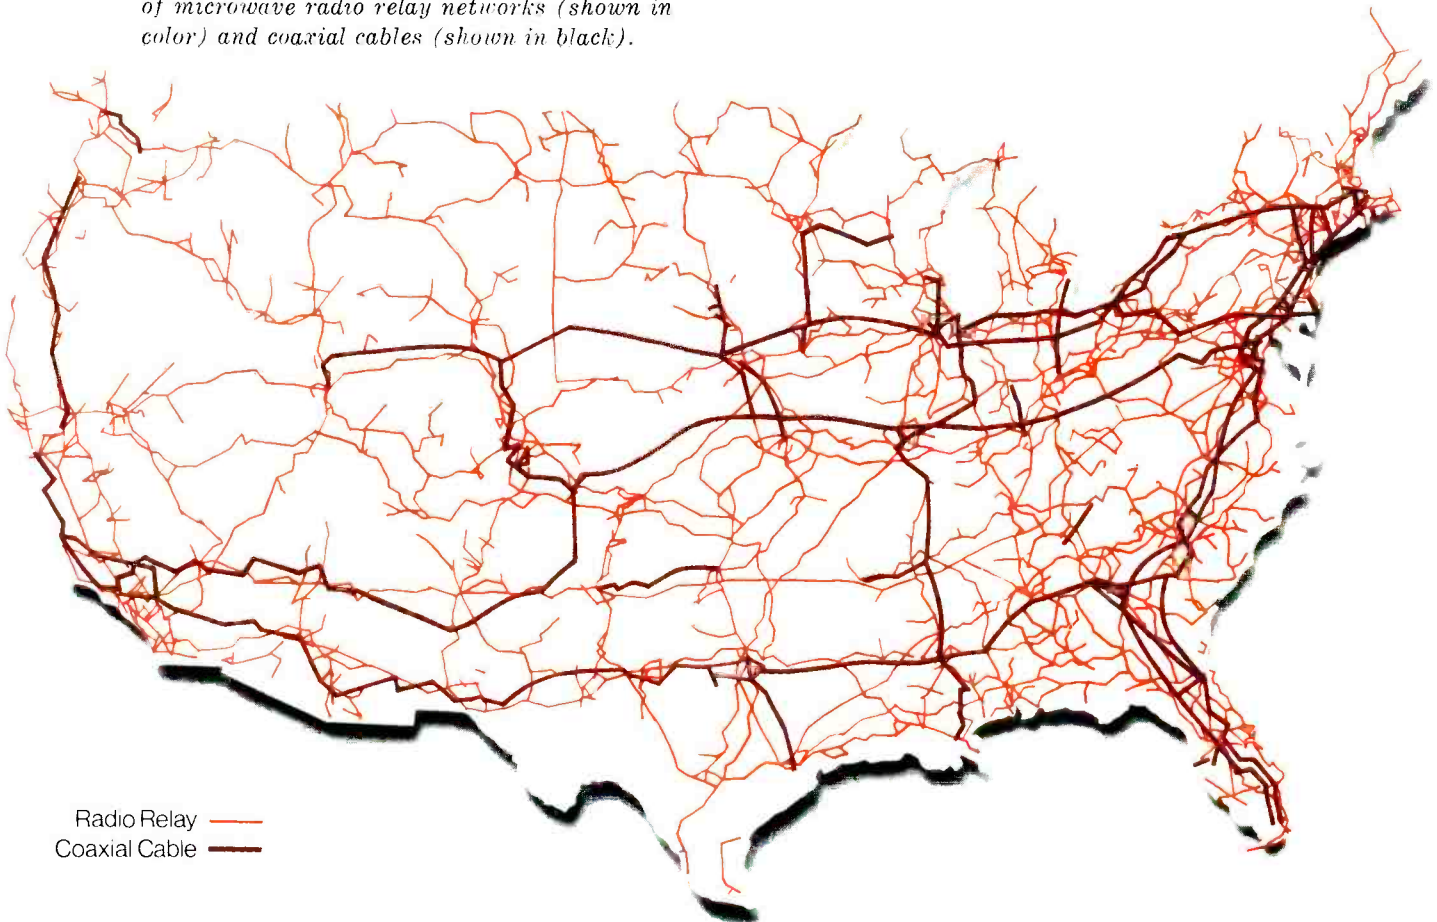 of microwave radio relay networks (shown in
color) and coaxial cables (shown in black).
Radio Relay
Coaxial Cable